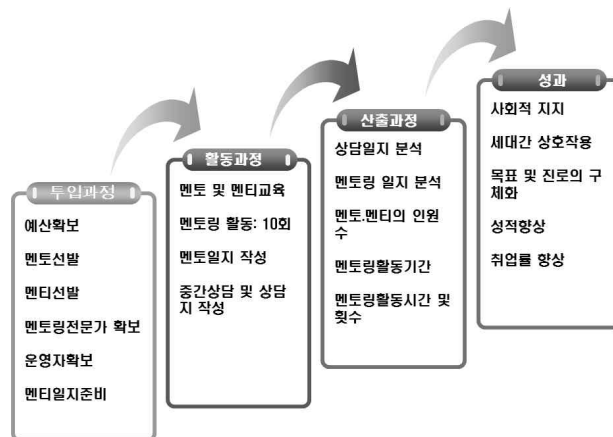 투입과정
예산확보
멘토선발
멘티선발
멘토링전문가 확보
운영자확보
멘티일지준비
활동과정
멘토 및 멘티교육
멘토링 활동: 10회
멘토일지 작성
중간상담 및 상담
지 작성
산출과정
상담일지 분석
멘토링 일지 분석
멘토.멘티의 인원
수
멘토링활동기간
멘토링활동시간 및
횟수
성과
사회적 지지
세대간 상호작용
목표 및 진로의 구
체화
성적향상
취업률 향상